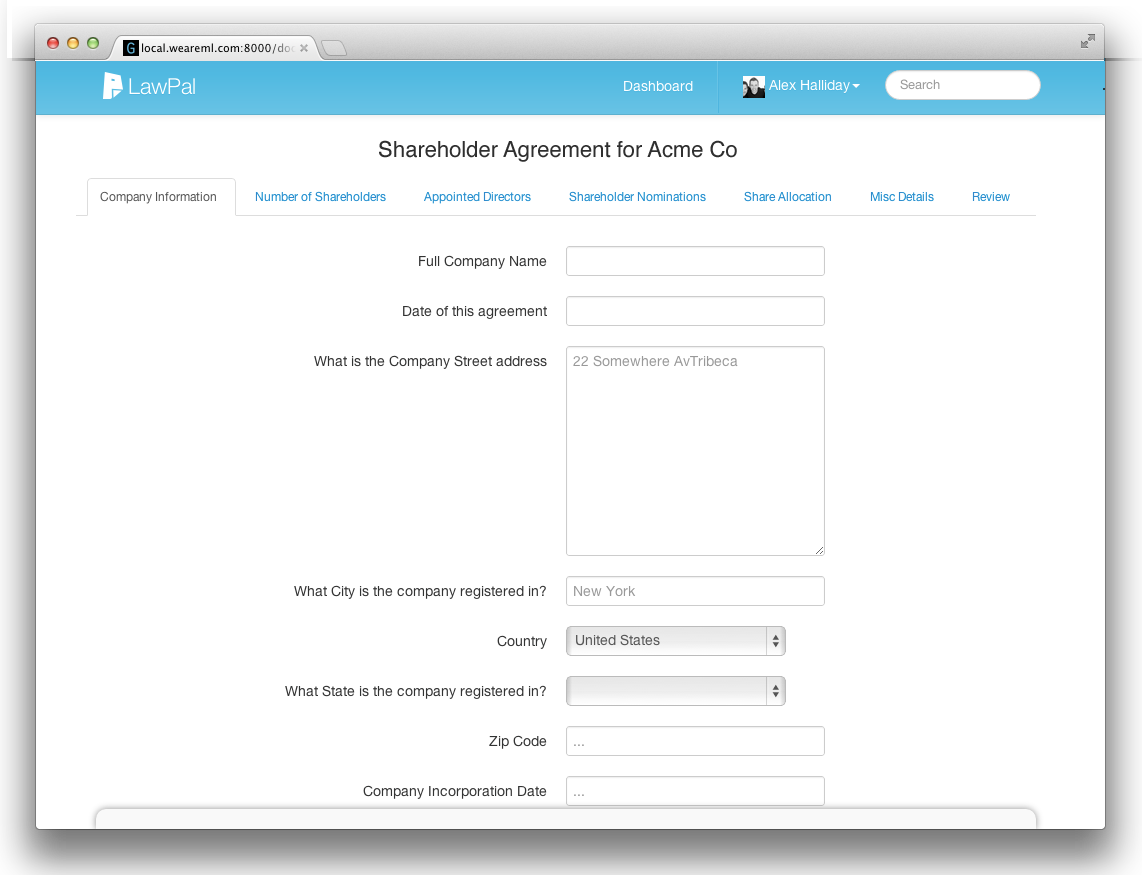 G local.weareml.com:8000/doc
LawPal
Dashboard
Alex Halliday
Search
Shareholder Agreement for Acme Co
Company Information
Number of Shareholders
Appointed Directors
Shareholder Nominations
Share Allocation
Misc Details
Review
Full Company Name
Date of this agreement
What is the Company Street address
22 Somewhere AvTribeca
What City is the company registered in?
New York
Country
United States
What State is the company registered in?
Zip Code
...
Company Incorporation Date
...